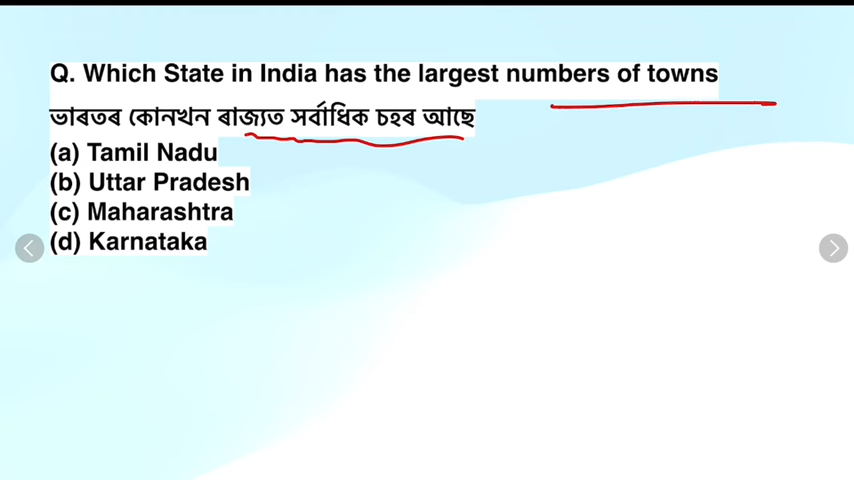 Q. Which State in India has the largest numbers of towns
ভাৰতৰ কোনখন ৰাজ্যত সৰ্বাধিক চহৰ আছে
(a) Tamil Nadu
(b) Uttar Pradesh
(c) Maharashtra
(d) Karnataka